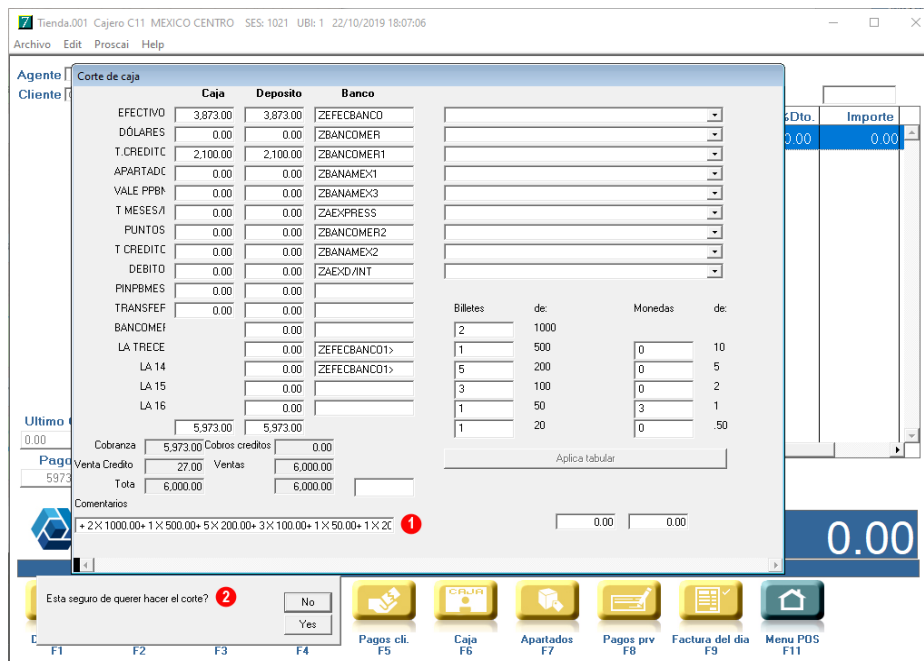 7 Tienda.001 Cajero C11 MEXICO CENTRO SES: 1021 UBI: 1 22/10/2019 18:07:06
Archivo Edit Proscai Help
Agente
Cliente
Corte de caja
Caja Deposito Banco
EFECTIVO 3,873.00 3,873.00 ZEFECBANCO
DÓLARES 0.00 0.00 ZBANCOMER
T.CREDITC 2,100.00 2,100.00 ZBANCOMER1
APARTADC 0.00 0.00 ZBANAMEX1
VALE PPBN 0.00 0.00 ZBANAMEX3
T MESES/I 0.00 0.00 ZAEXPRESS
PUNTOS 0.00 0.00 ZBANCOMER2
T CREDITC 0.00 0.00 ZBANAMEX2
DEBITO 0.00 0.00 ZAEXD/INT
PINPBMES 0.00 0.00
TRANSFEF 0.00 0.00
BANCOMEF 0.00
LA TRECE 0.00 ZEFECBANCO1>
LA 14 0.00 ZEFECBANCO1>
LA 15 0.00
LA 16 0.00
5,973.00 5,973.00
Cobranza 5,973.00 Cobros creditos 0.00
Venta Credito 27.00 Ventas 6,000.00
Tota 6,000.00 6,000.00
Comentarios
+ 2 X 1000.00+ 1 X 500.00+ 5 X 200.00+ 3 X 100.00+ 1 X 50.00+ 1 X 20 1
Billetes de: Monedas de:
2 1000
1 500 0 10
5 200 0 5
3 100 0 2
1 50 3 1
1 20 0 .50
Aplica tabular
0.00 0.00
%Dto. Importe
0.00 0.00
Ultimo
0.00
Pago
5973
0.00
Esta seguro de querer hacer el corte? 2
No
Yes
F1
F2
F3
F4
Pagos cli.
F5
CAJA
Caja
F6
Apartados
F7
Pagos prv
F8
Factura del dia
F9
Menu POS
F11